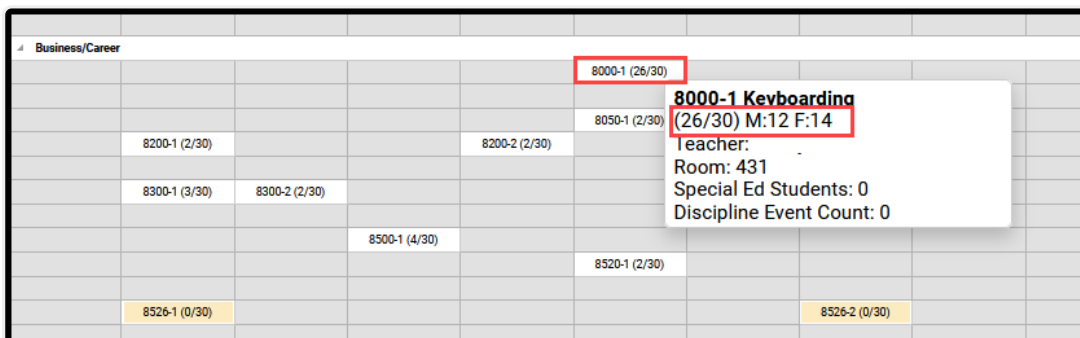 Business/Career
8000-1 (26/30)
8000-1 Keyboarding
(26/30) M:12 F:14
Teacher:
Room: 431
Special Ed Students: 0
Discipline Event Count: 0
8050-1 (2/30)
8200-1 (2/30)
8200-2 (2/30)
8300-1 (3/30)
8300-2 (2/30)
8500-1 (4/30)
8520-1 (2/30)
8526-1 (0/30)
8526-2 (0/30)